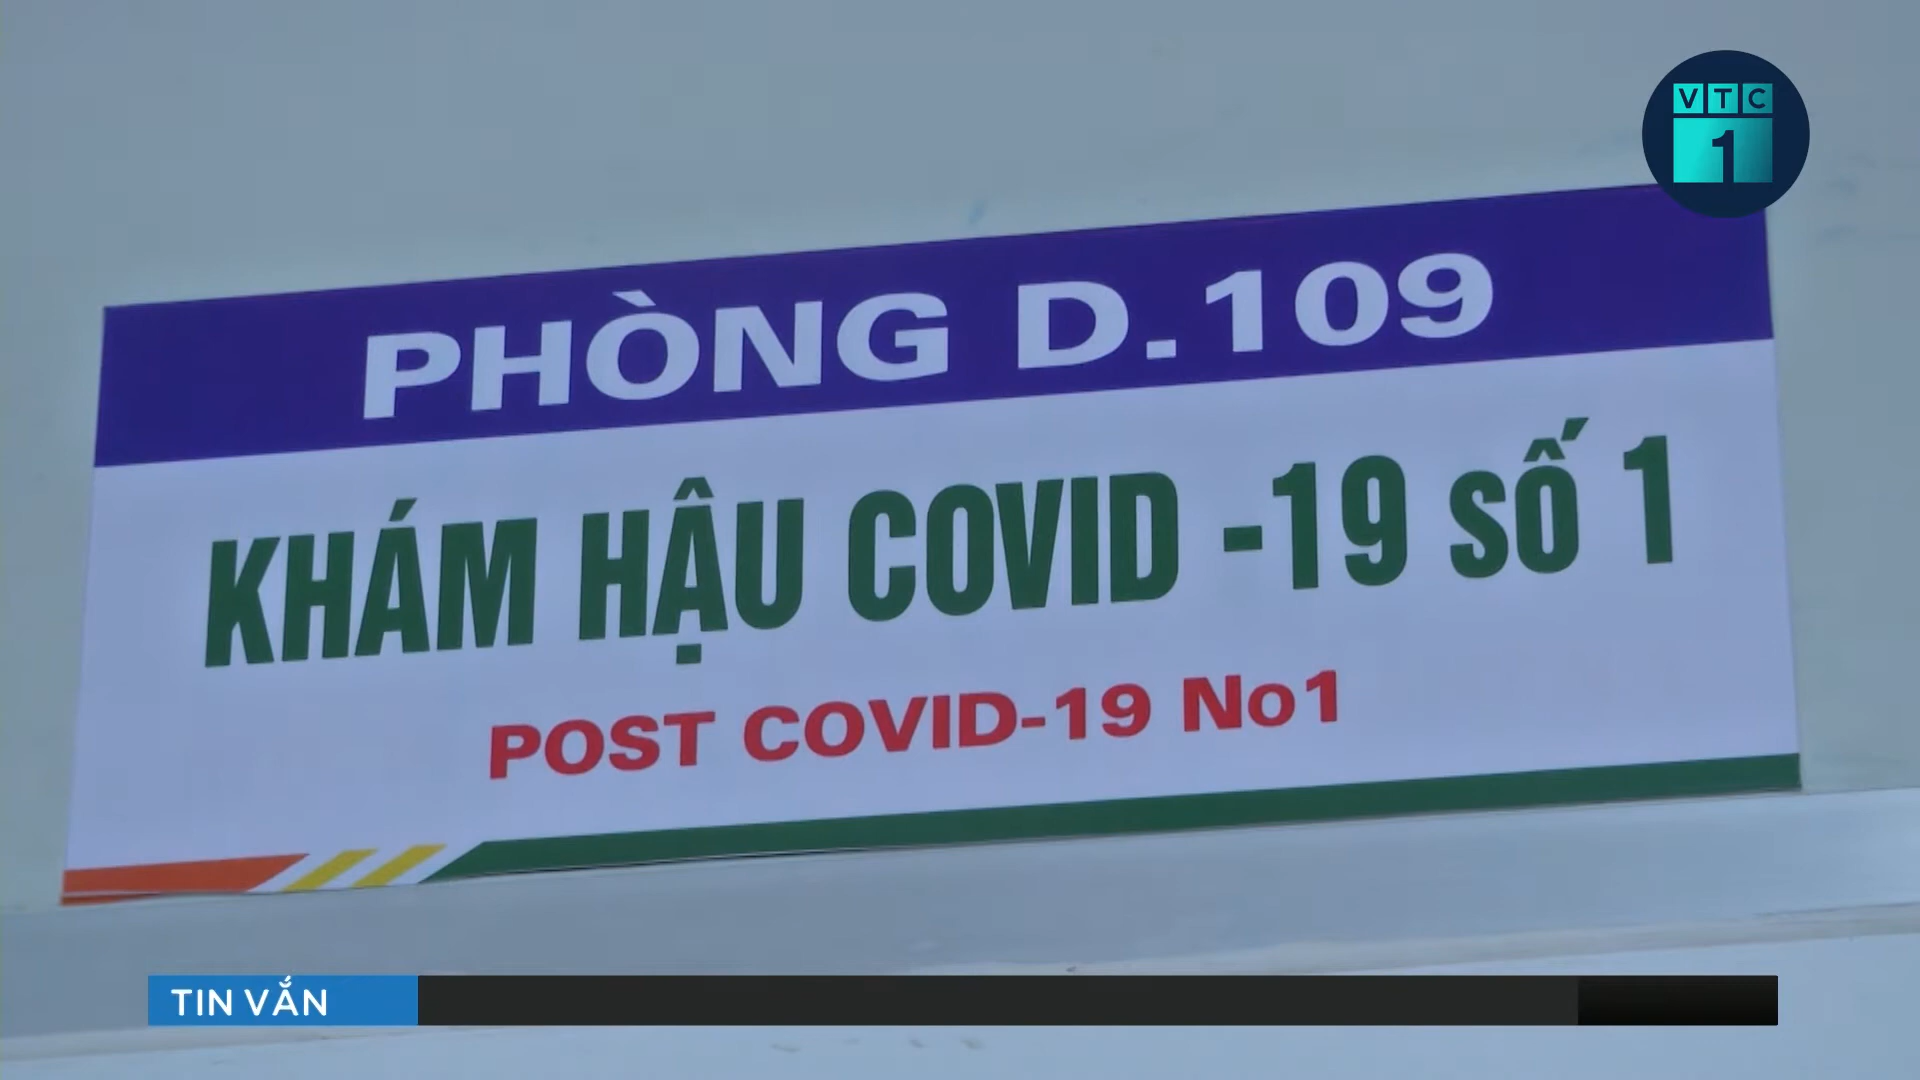 VTC
1
PHÒNG D.109
KHÁM HẬU COVID -19 SỐ 1
POST COVID-19 No1
TIN VẮN